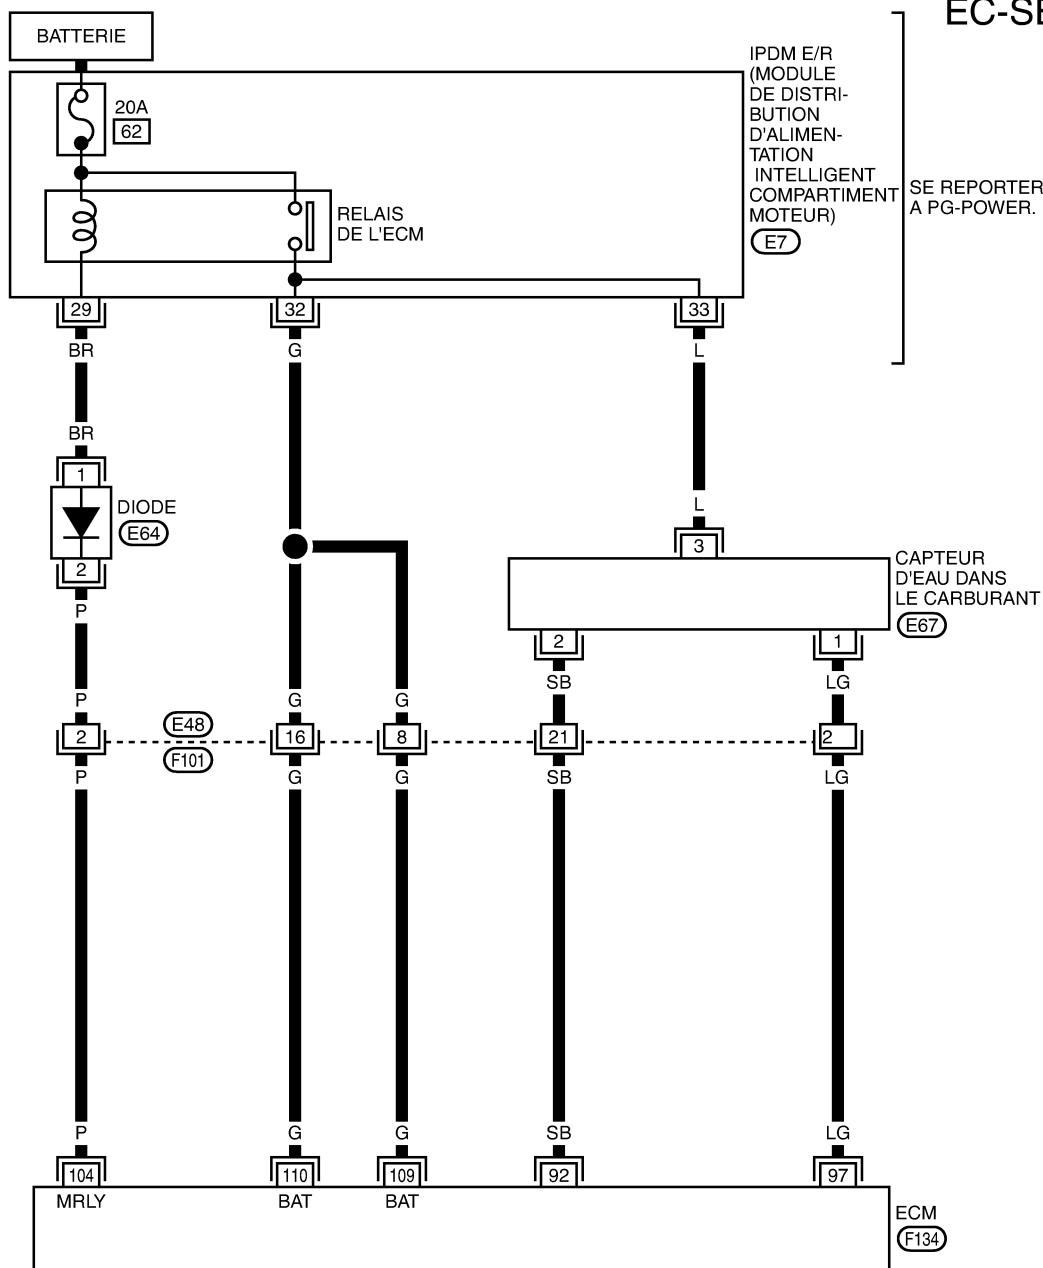 EC-SE
BATTERIE
IPDM E/R
(MODULE
DE DISTRI-
BUTION
D'ALIMEN-
TATION
INTELLIGENT
COMPARTIMENT
MOTEUR)
E7
SE REPORTER
A PG-POWER.
20A
62
RELAIS
DE L'ECM
29 32 33
BR G L
BR
1
DIODE
E64
2
P
L
3
CAPTEUR
D'EAU DANS
LE CARBURANT
E67
2 1
SB LG
P G G
E48
2 16 8 21 2
F101
P G G SB LG
P G G SB LG
104 110 109 92 97
MRLY BAT BAT
ECM
F134